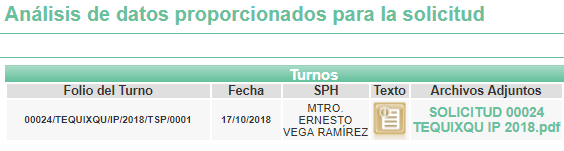 Análisis de datos proporcionados para la solicitud
Turnos
Folio del Turno Fecha SPH Texto Archivos Adjuntos
00024/TEQUIXQU/IP/2018/TSP/0001 17/10/2018 MTRO. ERNESTO VEGA RAMÍREZ SOLICITUD 00024 TEQUIXQU IP 2018.pdf